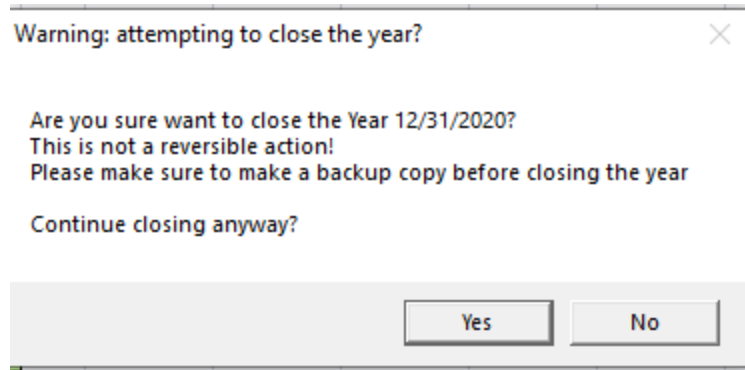 Warning: attempting to close the year?
Are you sure want to close the Year 12/31/2020?
This is not a reversible action!
Please make sure to make a backup copy before closing the year
Continue closing anyway?
Yes No